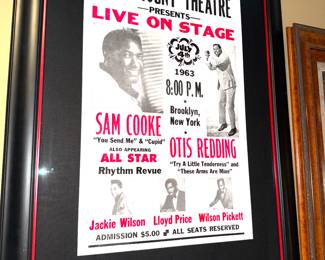 THEATRE
PRESENTS
LIVE ON STAGE
JULY
4th
1963
8:00 P.M.
Brooklyn,
New York
SAM COOKE
"You Send Me" & "Cupid"
ALSO APPEARING
ALL STAR
Rhythm Revue
OTIS REDDING
"Try A Little Tenderness" and
"These Arms Are Mine"
Jackie Wilson Lloyd Price Wilson Pickett
ADMISSION $5.00 ALL SEATS RESERVED